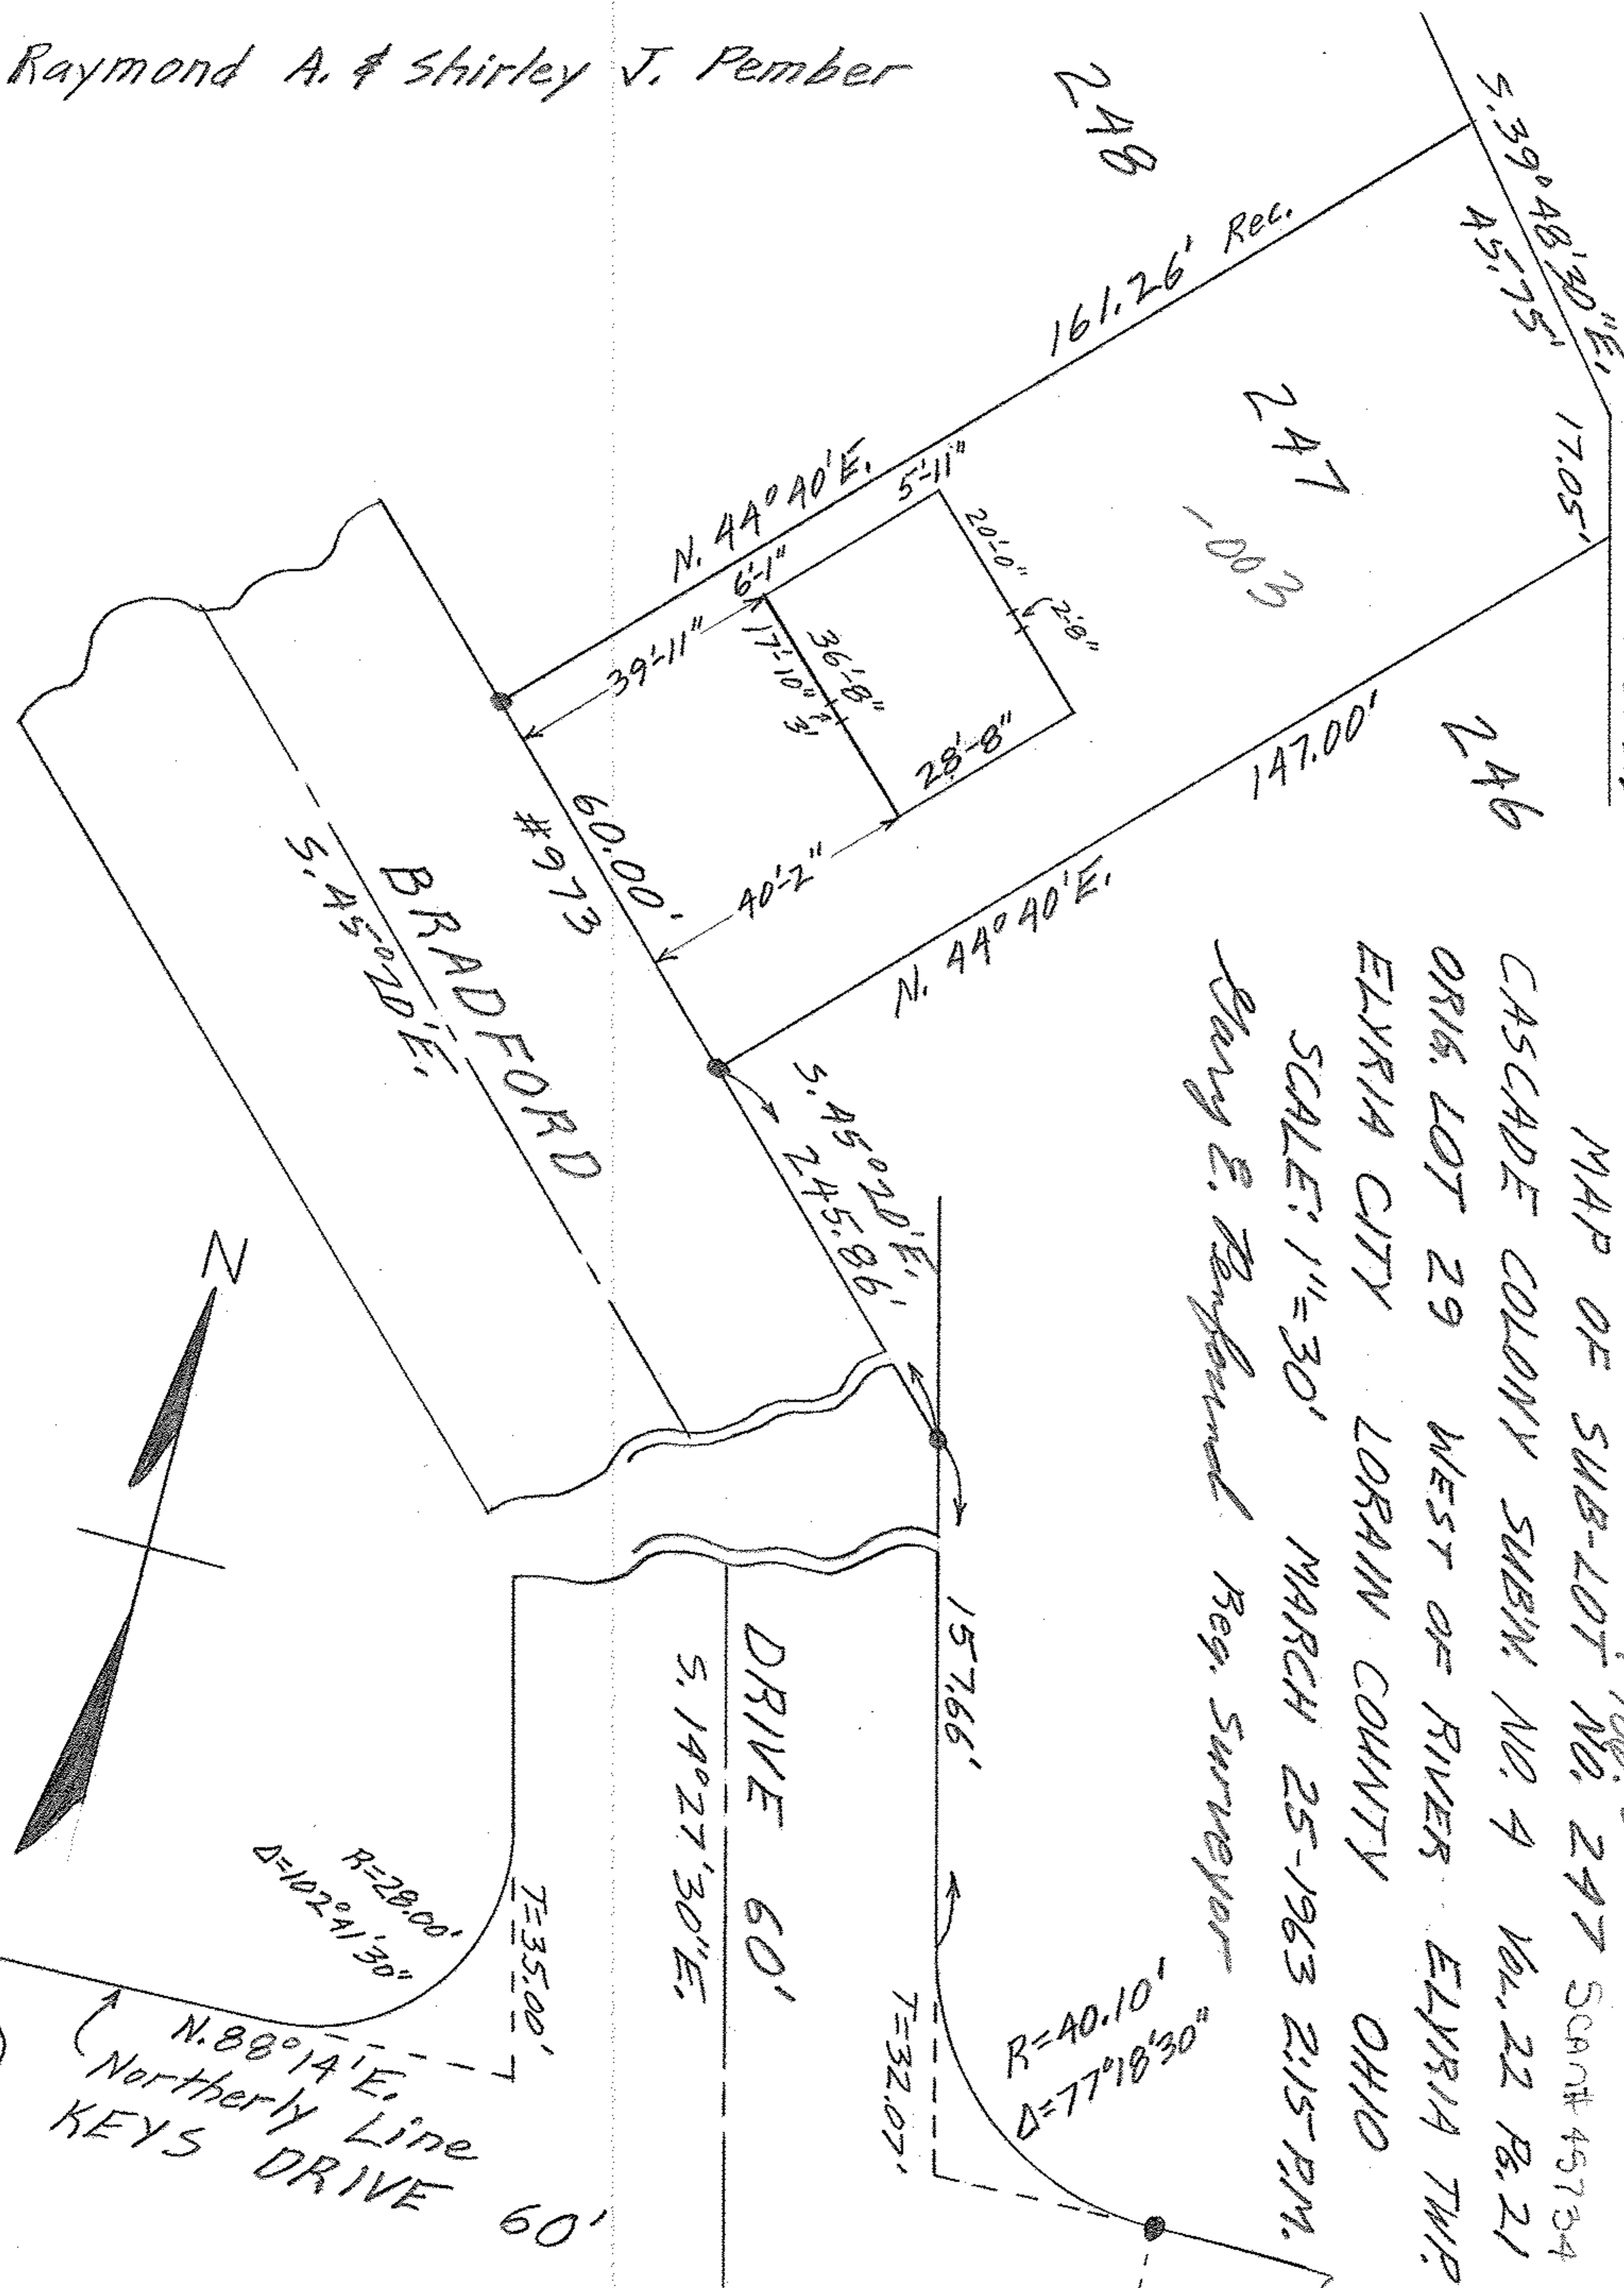 Raymond A. & Shirley J. Pember
248
S. 39° 48' 30" E.
45.75'
17.05'
161.26' Rec.
247
246
N. 44° 40' E.
5'-11"
20'-0"
2'-8"
6'-1"
39'-11"
36'-8"
17'-10"
3'
28'-8"
147.00'
40'-2"
60.00'
#973
N. 44° 40' E.
BRADFORD
S. 45° 20' E.
S. 45° 20' E.
245.86'
N
MAP OF SUB-LOT NO. 247 Scan# 45734
CASCADE COLONY SUBN. NO. 4 Vol. 22 PG. 21
ORIG. LOT 29 WEST OF RIVER ELYRIA TWP.
ELYRIA CITY LORAIN COUNTY OHIO
SCALE: 1"=30' MARCH 25-1963 2:15 P.M.
Reg. Surveyor
157.66'
DRIVE 60'
S. 14° 27' 30" E.
R=28.00'
Δ=102° 41' 30"
T=35.00'
R=40.10'
Δ=77° 18' 30"
T=32.07'
N. 88° 14' E.
Northerly Line
KEYS DRIVE 60'